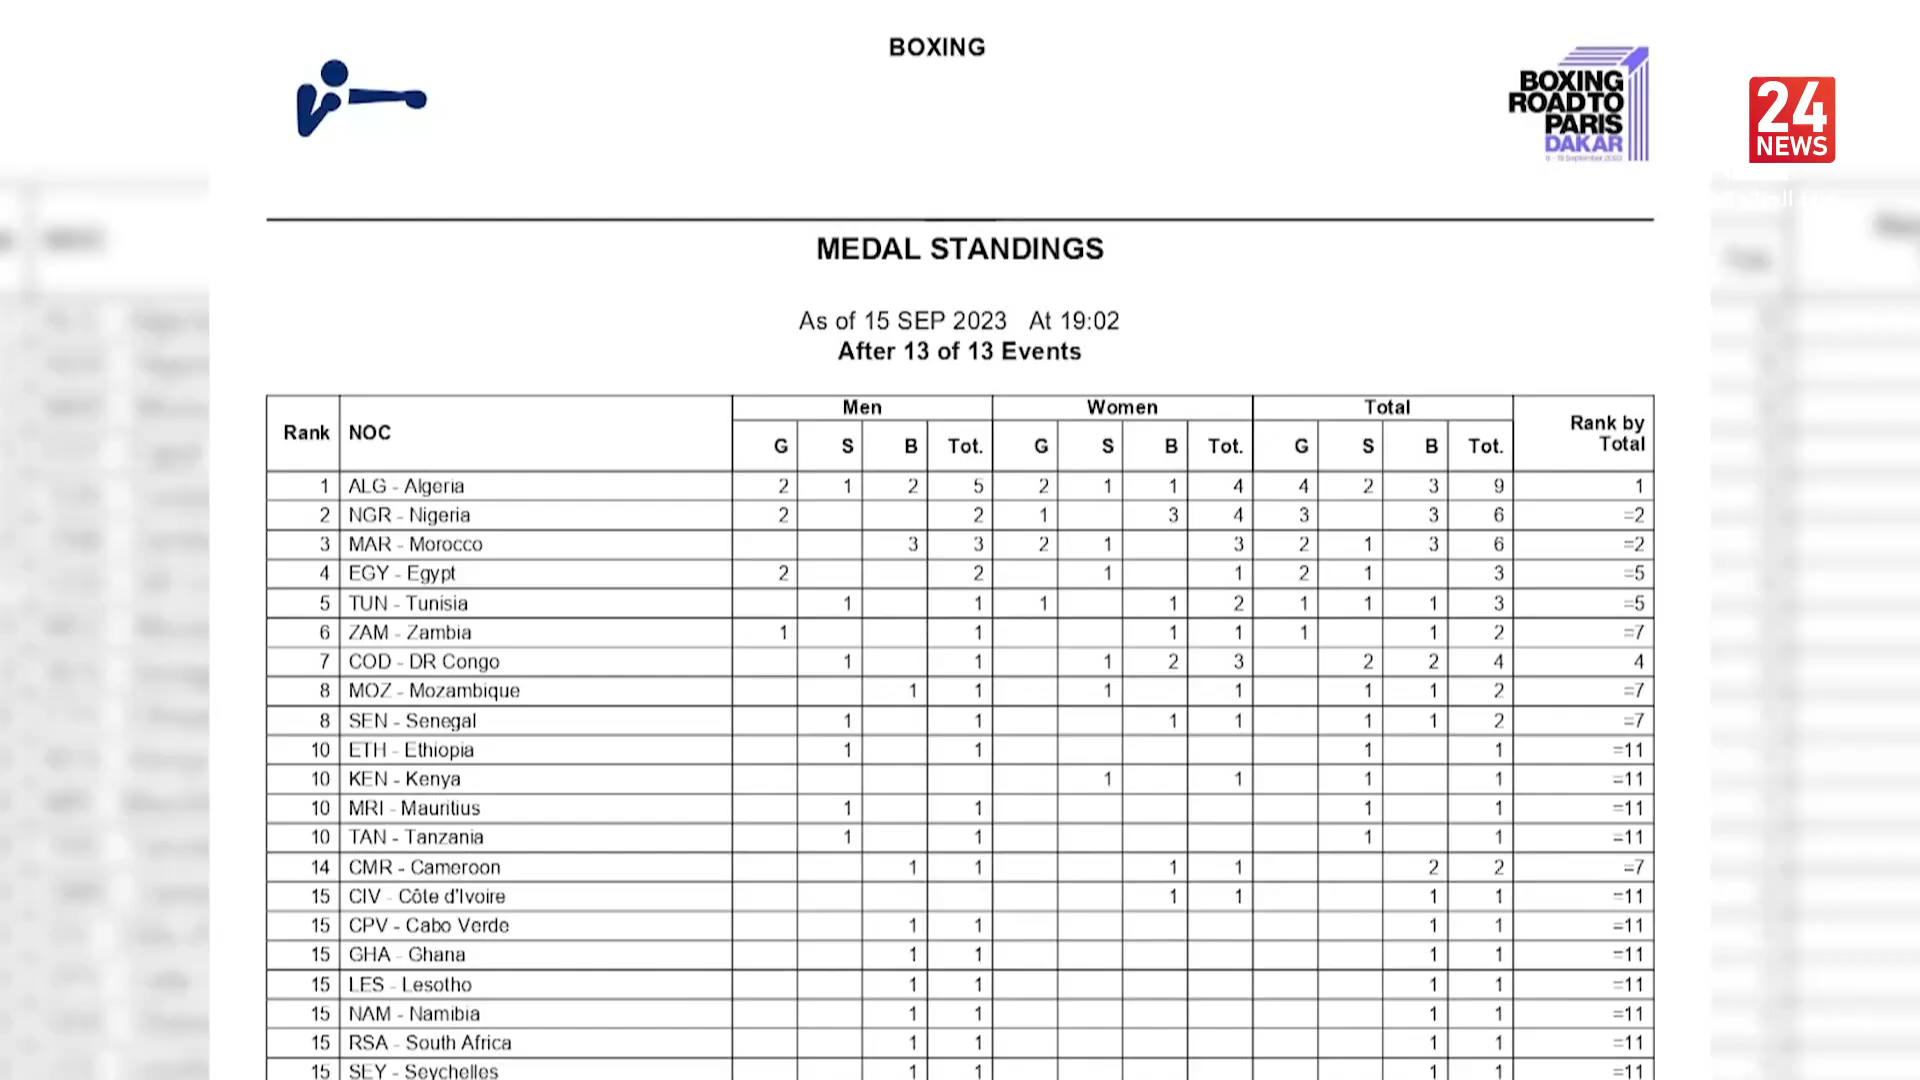 BOXING
BOXING
ROAD TO
PARIS
DAKAR
24
NEWS
MEDAL STANDINGS
As of 15 SEP 2023 At 19:02
After 13 of 13 Events
Rank NOC Men Women Total Rank by Total
G S B Tot. G S B Tot. G S B Tot.
1 ALG - Algeria 2 1 2 5 2 1 1 4 4 2 3 9 1
2 NGR - Nigeria 2 2 1 3 4 3 3 6 =2
3 MAR - Morocco 3 3 2 1 3 2 1 3 6 =2
4 EGY - Egypt 2 2 1 1 2 1 3 =5
5 TUN - Tunisia 1 1 1 1 2 1 1 1 3 =5
6 ZAM - Zambia 1 1 1 1 1 1 2 =7
7 COD - DR Congo 1 1 1 2 3 2 2 4 4
8 MOZ - Mozambique 1 1 1 1 1 1 2 =7
8 SEN - Senegal 1 1 1 1 1 1 2 =7
10 ETH - Ethiopia 1 1 1 1 =11
10 KEN - Kenya 1 1 1 1 =11
10 MRI - Mauritius 1 1 1 1 =11
10 TAN - Tanzania 1 1 1 1 =11
14 CMR - Cameroon 1 1 1 1 2 2 =7
15 CIV - Côte d'Ivoire 1 1 1 1 =11
15 CPV - Cabo Verde 1 1 1 1 =11
15 GHA - Ghana 1 1 1 1 =11
15 LES - Lesotho 1 1 1 1 =11
15 NAM - Namibia 1 1 1 1 =11
15 RSA - South Africa 1 1 1 1 =11
15 SEY - Seychelles 1 1 1 1 =11